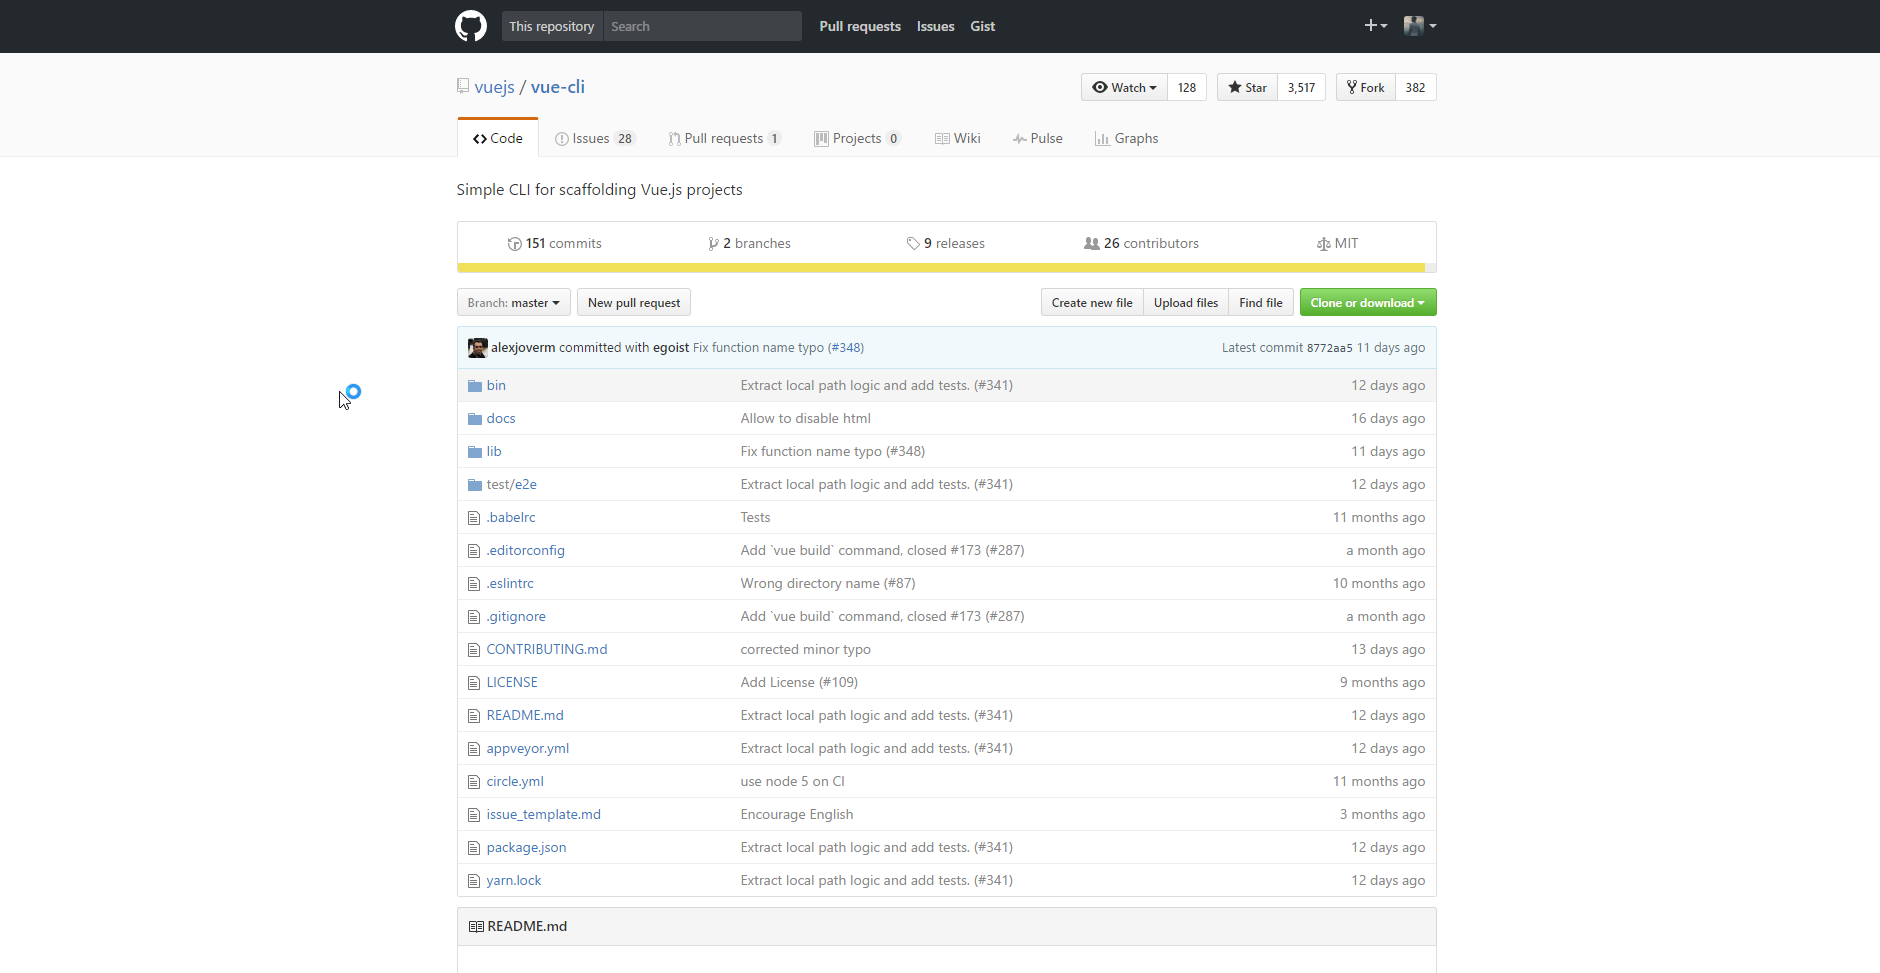 This repository Search Pull requests Issues Gist
vuejs / vue-cli Watch 128 Star 3,517 Fork 382
Code Issues 28 Pull requests 1 Projects 0 Wiki Pulse Graphs
Simple CLI for scaffolding Vue.js projects
151 commits 2 branches 9 releases 26 contributors MIT
Branch: master New pull request Create new file Upload files Find file Clone or download
alexjoverm committed with egoist Fix function name typo (#348) Latest commit 8772aa5 11 days ago
bin Extract local path logic and add tests. (#341) 12 days ago
docs Allow to disable html 16 days ago
lib Fix function name typo (#348) 11 days ago
test/e2e Extract local path logic and add tests. (#341) 12 days ago
.babelrc Tests 11 months ago
.editorconfig Add `vue build` command, closed #173 (#287) a month ago
.eslintrc Wrong directory name (#87) 10 months ago
.gitignore Add `vue build` command, closed #173 (#287) a month ago
CONTRIBUTING.md corrected minor typo 13 days ago
LICENSE Add License (#109) 9 months ago
README.md Extract local path logic and add tests. (#341) 12 days ago
appveyor.yml Extract local path logic and add tests. (#341) 12 days ago
circle.yml use node 5 on CI 11 months ago
issue_template.md Encourage English 3 months ago
package.json Extract local path logic and add tests. (#341) 12 days ago
yarn.lock Extract local path logic and add tests. (#341) 12 days ago
README.md